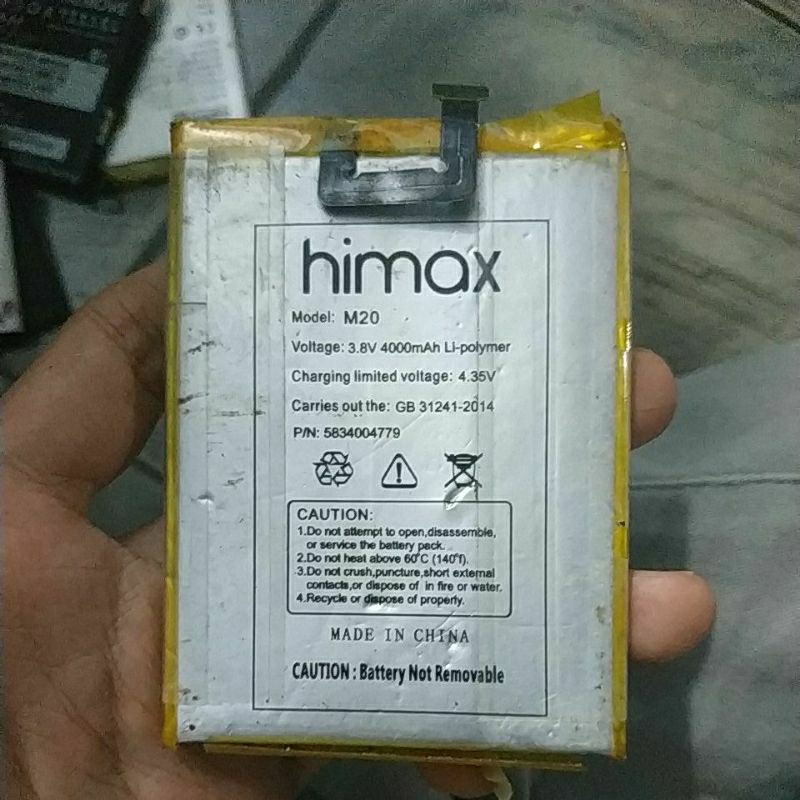 himax
Model: M20
Voltage: 3.8V 4000mAh Li-polymer
Charging limited voltage: 4.35V
Carries out the: GB 31241-2014
P/N: 5834004779
CAUTION:
1.Do not attempt to open,disassemble,
or service the battery pack.
2.Do not heat above 60°C (140°f).
3.Do not crush,puncture,short external
contacts,or dispose of in fire or water.
4.Recycle or dispose of properly.
MADE IN CHINA
CAUTION : Battery Not Removable